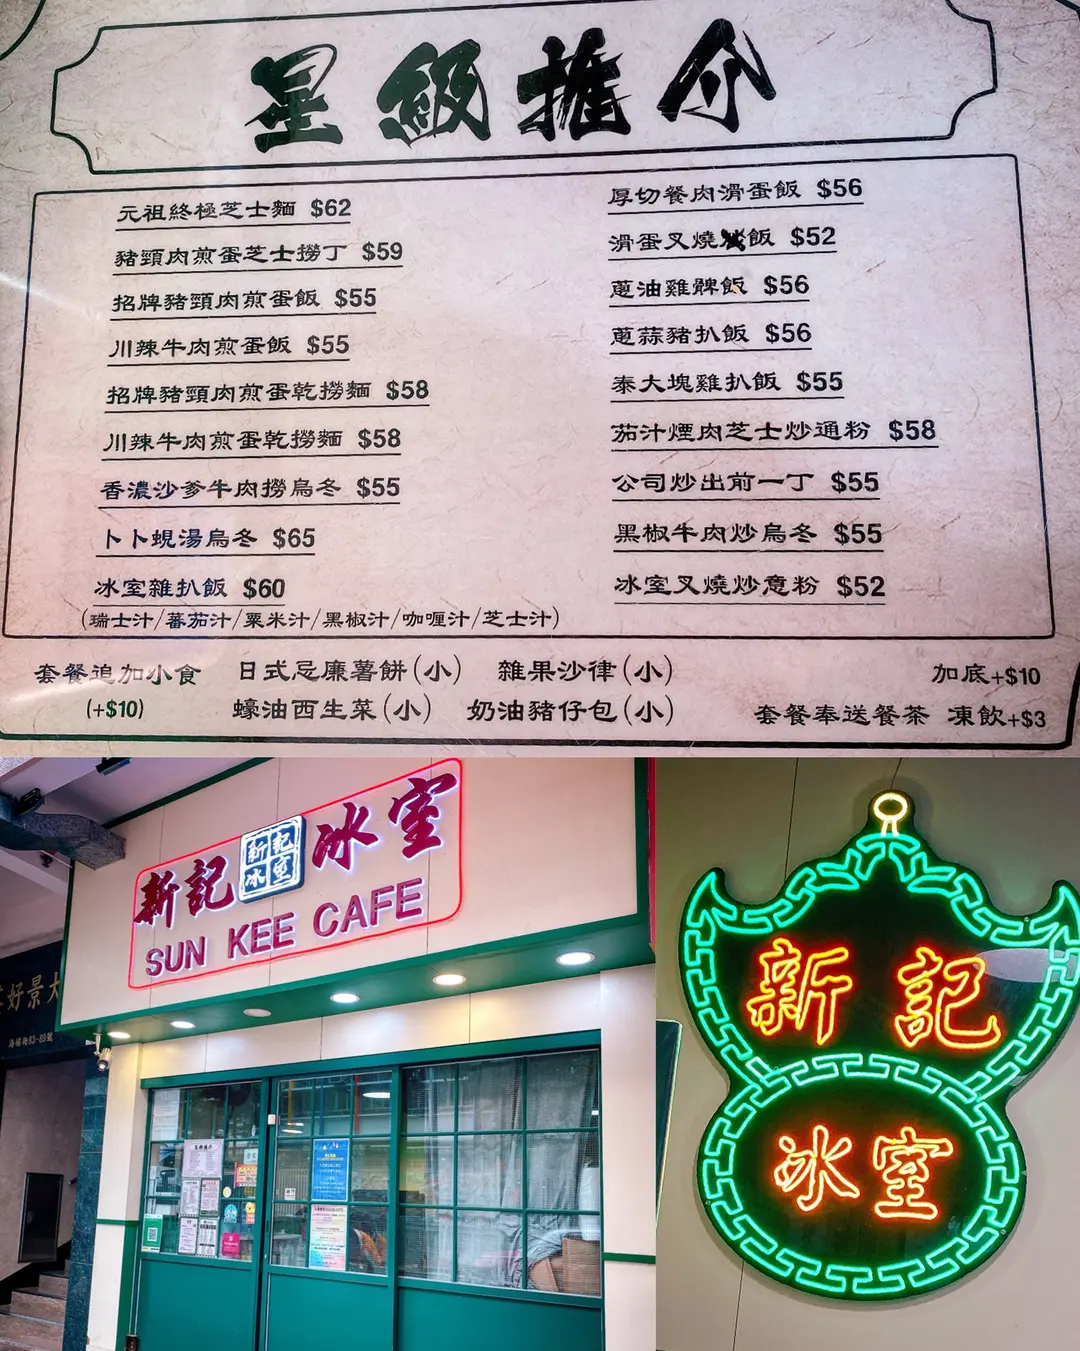 星級推介
元祖終極芝士麵 $62
豬頸肉煎蛋芝士撈丁 $59
招牌豬頸肉煎蛋飯 $55
川辣牛肉煎蛋飯 $55
招牌豬頸肉煎蛋乾撈麵 $58
川辣牛肉煎蛋乾撈麵 $58
香濃沙爹牛肉撈烏冬 $55
卜卜蜆湯烏冬 $65
冰室雜扒飯 $60
(瑞士汁/蕃茄汁/粟米汁/黑椒汁/咖喱汁/芝士汁)
厚切餐肉滑蛋飯 $56
滑蛋叉燒飯 $52
蔥油雞髀飯 $56
蔥蒜豬扒飯 $56
泰大塊雞扒飯 $55
茄汁煙肉芝士炒通粉 $58
公司炒出前一丁 $55
黑椒牛肉炒烏冬 $55
冰室叉燒炒意粉 $52
套餐追加小食 日式忌廉薯餅(小) 雜果沙律(小) 加底+$10
(+$10) 蠔油西生菜(小) 奶油豬仔包(小) 套餐奉送餐茶 凍飲+$3
新記 新記冰室 冰室
SUN KEE CAFE
好景大
83-85號
新記
冰室